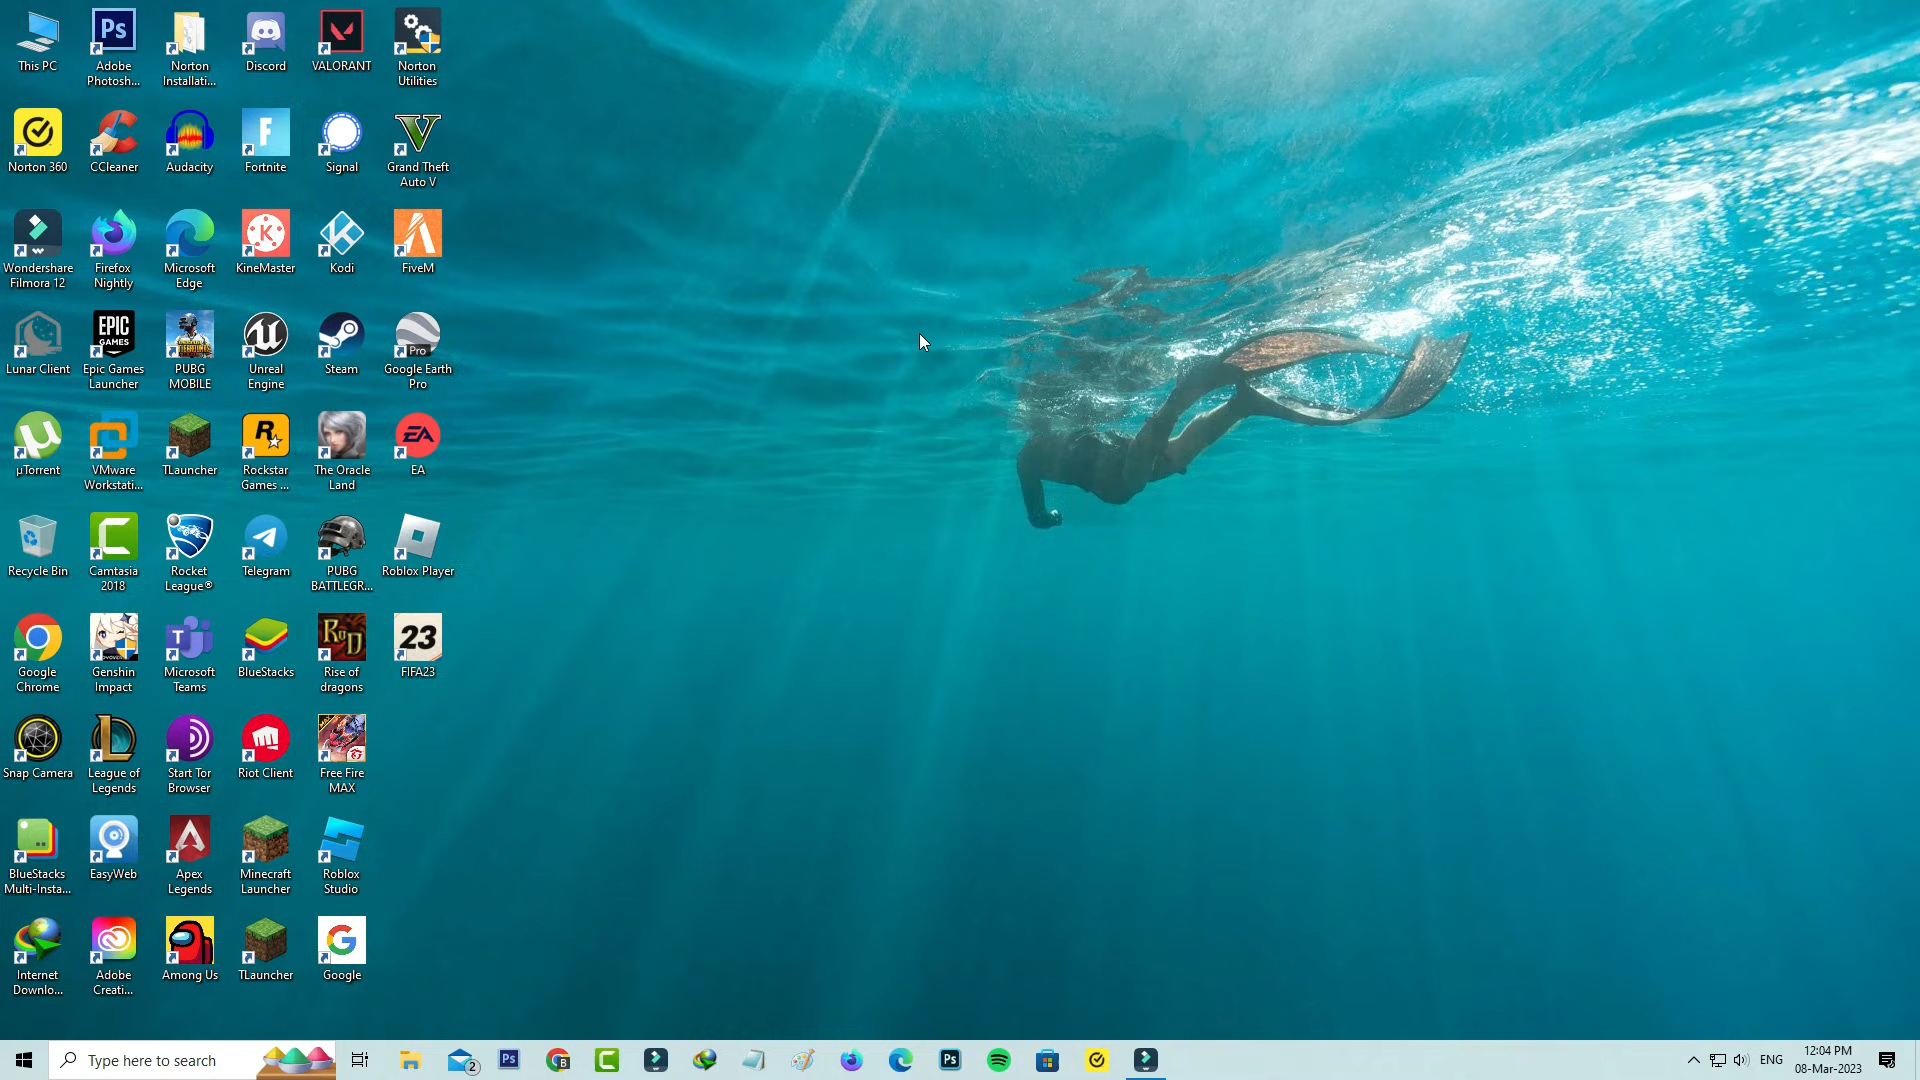 This PC
Adobe
Photosh...
Norton
Installati...
Discord
VALORANT
Norton
Utilities
Norton 360
CCleaner
Audacity
Fortnite
Signal
Grand Theft
Auto V
Wondershare
Filmora 12
Firefox
Nightly
Microsoft
Edge
KineMaster
Kodi
FiveM
Lunar Client
Epic Games
Launcher
PUBG
MOBILE
Unreal
Engine
Steam
Google Earth
Pro
µTorrent
VMware
Workstati...
TLauncher
Rockstar
Games ...
The Oracle
Land
EA
Recycle Bin
Camtasia
2018
Rocket
League®
Telegram
PUBG
BATTLEGR...
Roblox Player
Google
Chrome
Genshin
Impact
Microsoft
Teams
BlueStacks
Rise of
dragons
FIFA23
Snap Camera
League of
Legends
Start Tor
Browser
Riot Client
Free Fire
MAX
BlueStacks
Multi-Insta...
EasyWeb
Apex
Legends
Minecraft
Launcher
Roblox
Studio
Internet
Downlo...
Adobe
Creati...
Among Us
TLauncher
Google
Type here to search
2
ENG
12:04 PM
08-Mar-2023